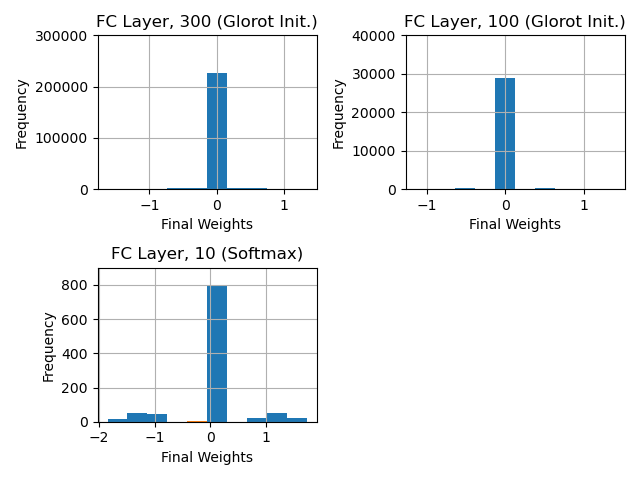 FC Layer, 300 (Glorot Init.)
300000
200000
100000
0
Frequency
−1
0
1
Final Weights
FC Layer, 100 (Glorot Init.)
40000
30000
20000
10000
0
Frequency
−1
0
1
Final Weights
FC Layer, 10 (Softmax)
800
600
400
200
0
Frequency
−2
−1
0
1
Final Weights